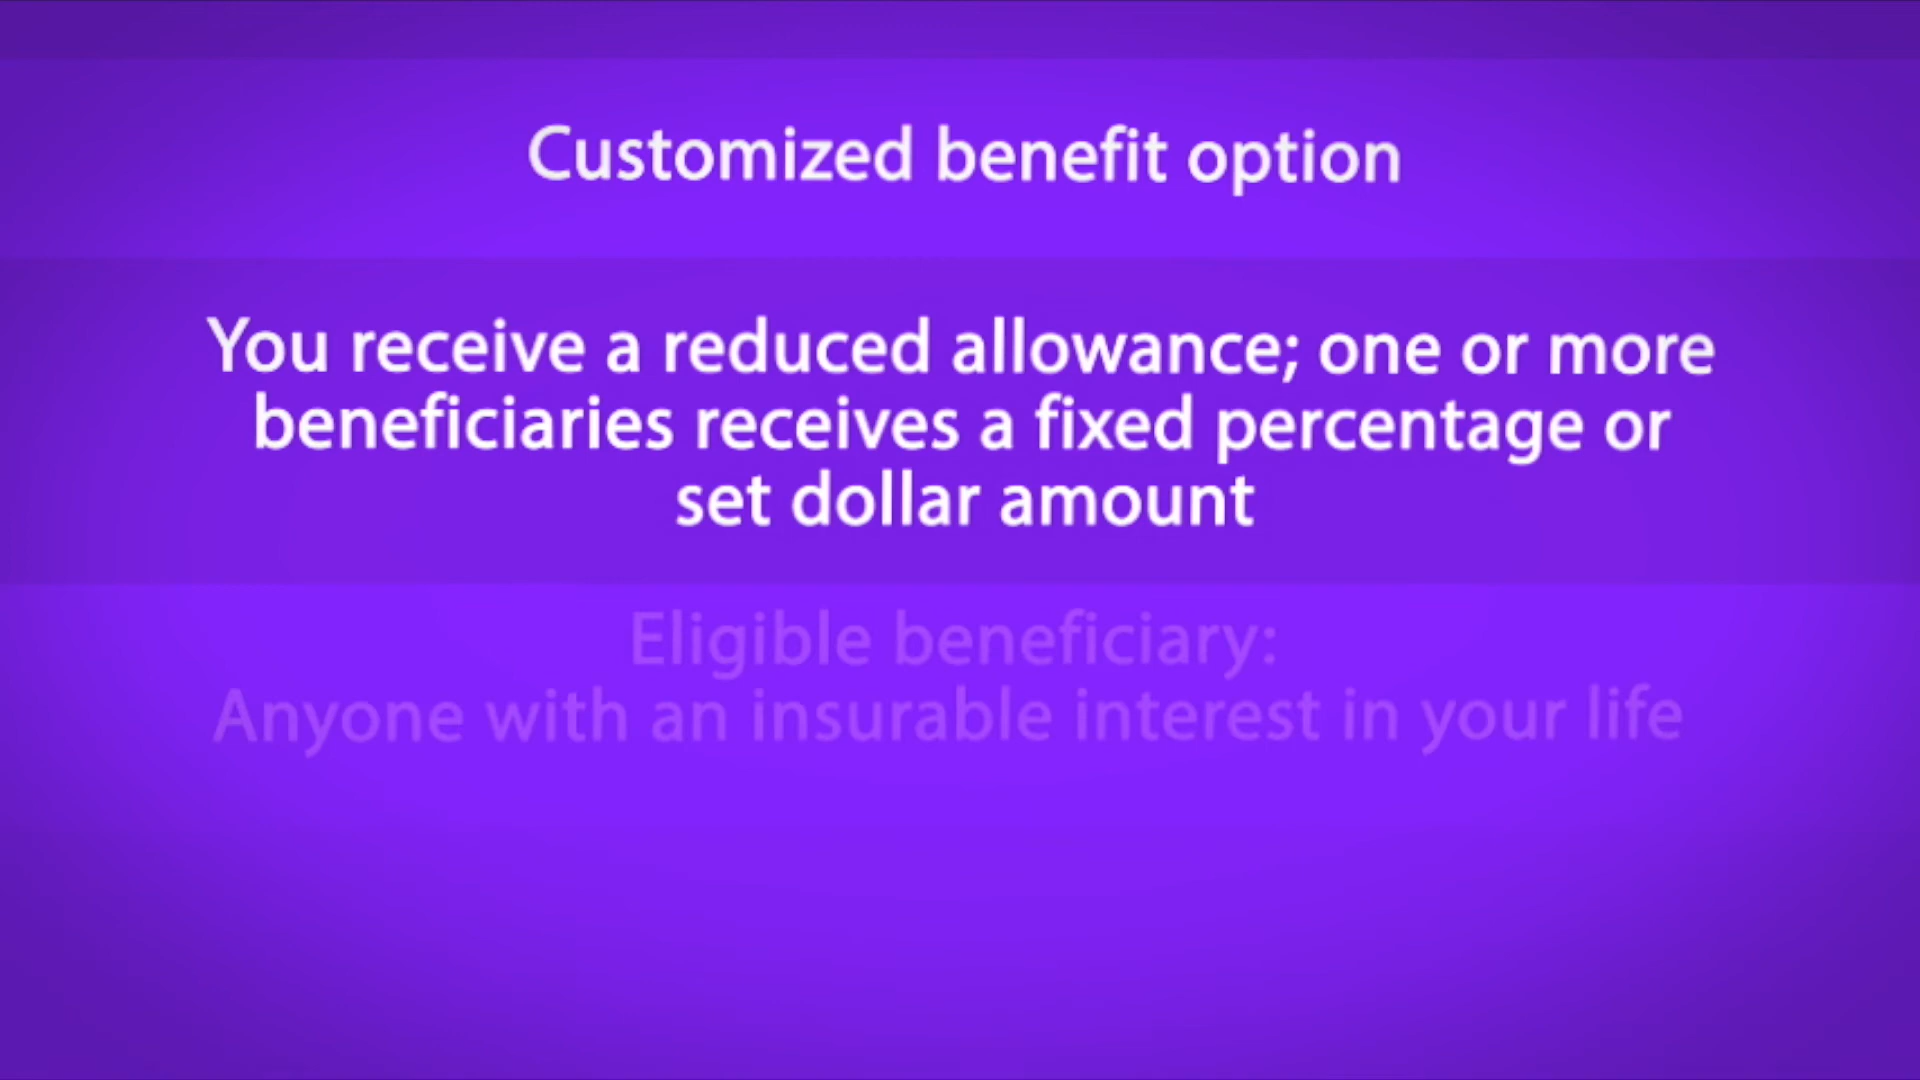 Customized benefit option
You receive a reduced allowance; one or more
beneficiaries receives a fixed percentage or
set dollar amount
Eligible beneficiary:
Anyone with an insurable interest in your life